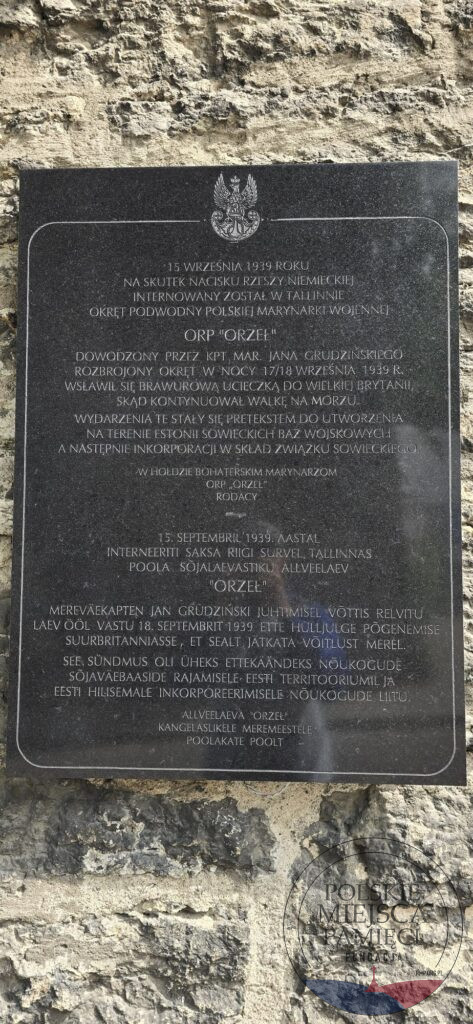 15 WRZEŚNIA 1939 ROKU
NA SKUTEK NACISKU RZESZY NIEMIECKIEJ
INTERNOWANY ZOSTAŁ W TALLINNIE
OKRĘT PODWODNY POLSKIEJ MARYNARKI WOJENNEJ
ORP "ORZEŁ"
DOWODZONY PRZEZ KPT. MAR. JANA GRUDZIŃSKIEGO
ROZBROJONY OKRĘT W NOCY 17/18 WRZEŚNIA 1939 R.
WSŁAWIŁ SIĘ BRAWUROWĄ UCIECZKĄ DO WIELKIEJ BRYTANII,
SKĄD KONTYNUOWAŁ WALKĘ NA MORZU.
WYDARZENIA TE STAŁY SIĘ PRETEKSTEM DO UTWORZENIA
NA TERENIE ESTONII SOWIECKICH BAZ WOJSKOWYCH
A NASTĘPNIE INKORPORACJI W SKŁAD ZWIĄZKU SOWIECKIEGO
W HOŁDZIE BOHATERSKIM MARYNARZOM
ORP „ORZEŁ"
RODACY
15. SEPTEMBRIL 1939. AASTAL
INTERNEERITI SAKSA RIIGI SURVEL, TALLINNAS
POOLA SÕJALAEVASTIKU ALLVEELAEV
"ORZEŁ"
MEREVÄEKAPTEN JAN GRUDZIŃSKI JUHTIMISEL VÕTTIS RELVITU
LAEV ÖÖL VASTU 18. SEPTEMBRIT 1939 ETTE HULLJULGE PÕGENEMISE
SUURBRITANNIASSE, ET SEALT JÄTKATA VÕITLUST MEREL.
SEE SÜNDMUS OLI ÜHEKS ETTEKÄÄNDEKS NÕUKOGUDE
SÕJAVÄEBAASIDE RAJAMISELE EESTI TERRITOORIUMIL JA
EESTI HILISEMALE INKORPOREERIMISELE NÕUKOGUDE LIITU.
ALLVEELAEVA "ORZEŁ"
KANGELASLIKELE MEREMEESTELE
POOLAKATE POOLT
POLSKIE
MIEJSCA
PAMIĘCI
FUNDACJA